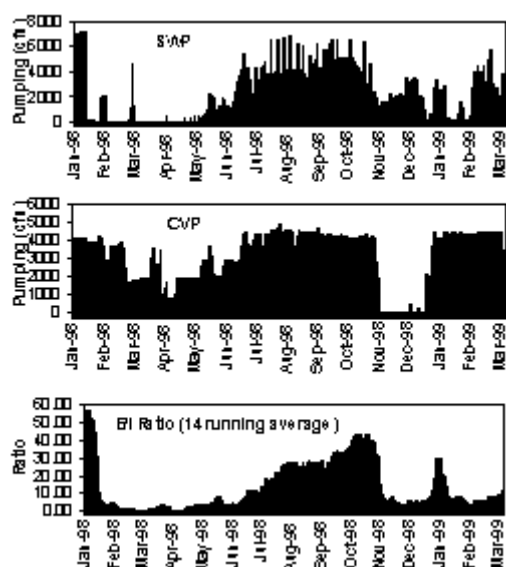 SWP
Pumping (cfs)
8000
6000
4000
2000
0
Jan-98
Feb-98
Mar-98
Apr-98
May-98
Jun-98
Jul-98
Aug-98
Sep-98
Oct-98
Nov-98
Dec-98
Jan-99
Feb-99
Mar-99
CVP
Pumping (cfs)
6000
5000
4000
3000
2000
1000
0
Jan-98
Feb-98
Mar-98
Apr-98
May-98
Jun-98
Jul-98
Aug-98
Sep-98
Oct-98
Nov-98
Dec-98
Jan-99
Feb-99
Mar-99
E/I Ratio (14 running average )
Ratio
60.00
50.00
40.00
30.00
20.00
10.00
0.00
Jan-98
Feb-98
Mar-98
Apr-98
May-98
Jun-98
Jul-98
Aug-98
Sep-98
Oct-98
Nov-98
Dec-98
Jan-99
Feb-99
Mar-99